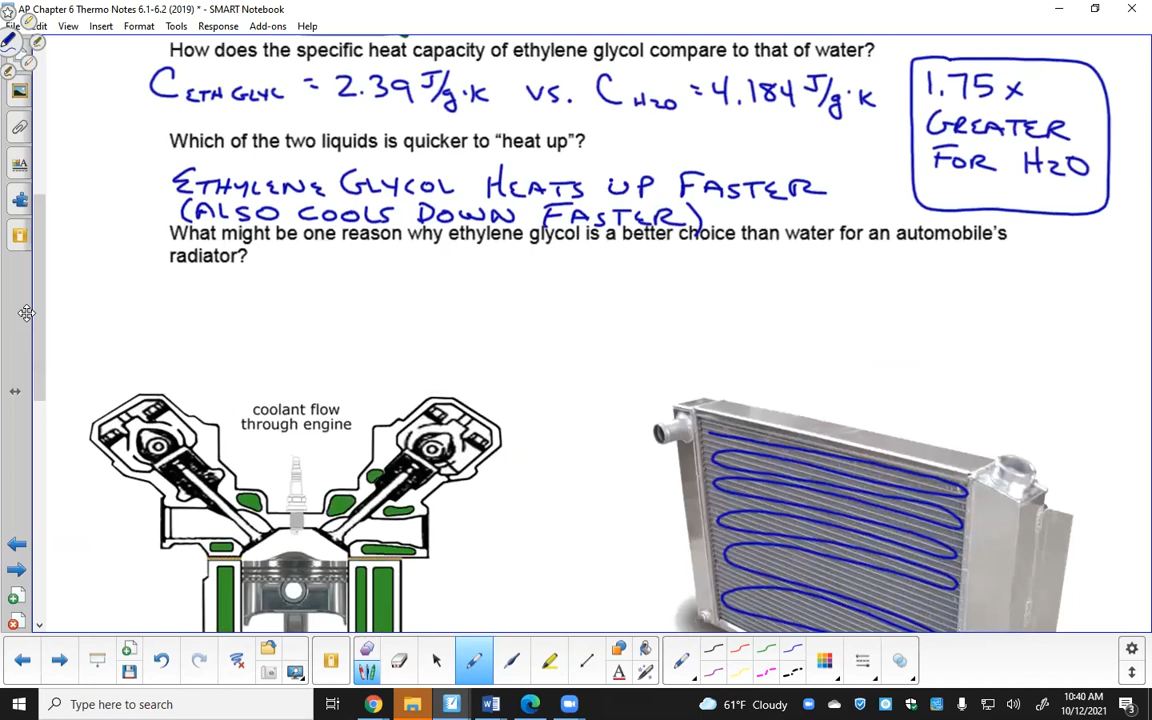 AP Chapter 6 Thermo Notes 6.1-6.2 (2019) * - SMART Notebook
Edit View Insert Format Tools Response Add-ons Help
How does the specific heat capacity of ethylene glycol compare to that of water?
C ETH GLYC = 2.39 J/g·K vs. C H2O = 4.184 J/g·K
1.75 x
GREATER
FOR H2O
Which of the two liquids is quicker to “heat up”?
ETHYLENE GLYCOL HEATS UP FASTER
(ALSO COOLS DOWN FASTER)
What might be one reason why ethylene glycol is a better choice than water for an automobile’s
radiator?
coolant flow
through engine
Type here to search
61°F Cloudy
10:40 AM
10/12/2021
3